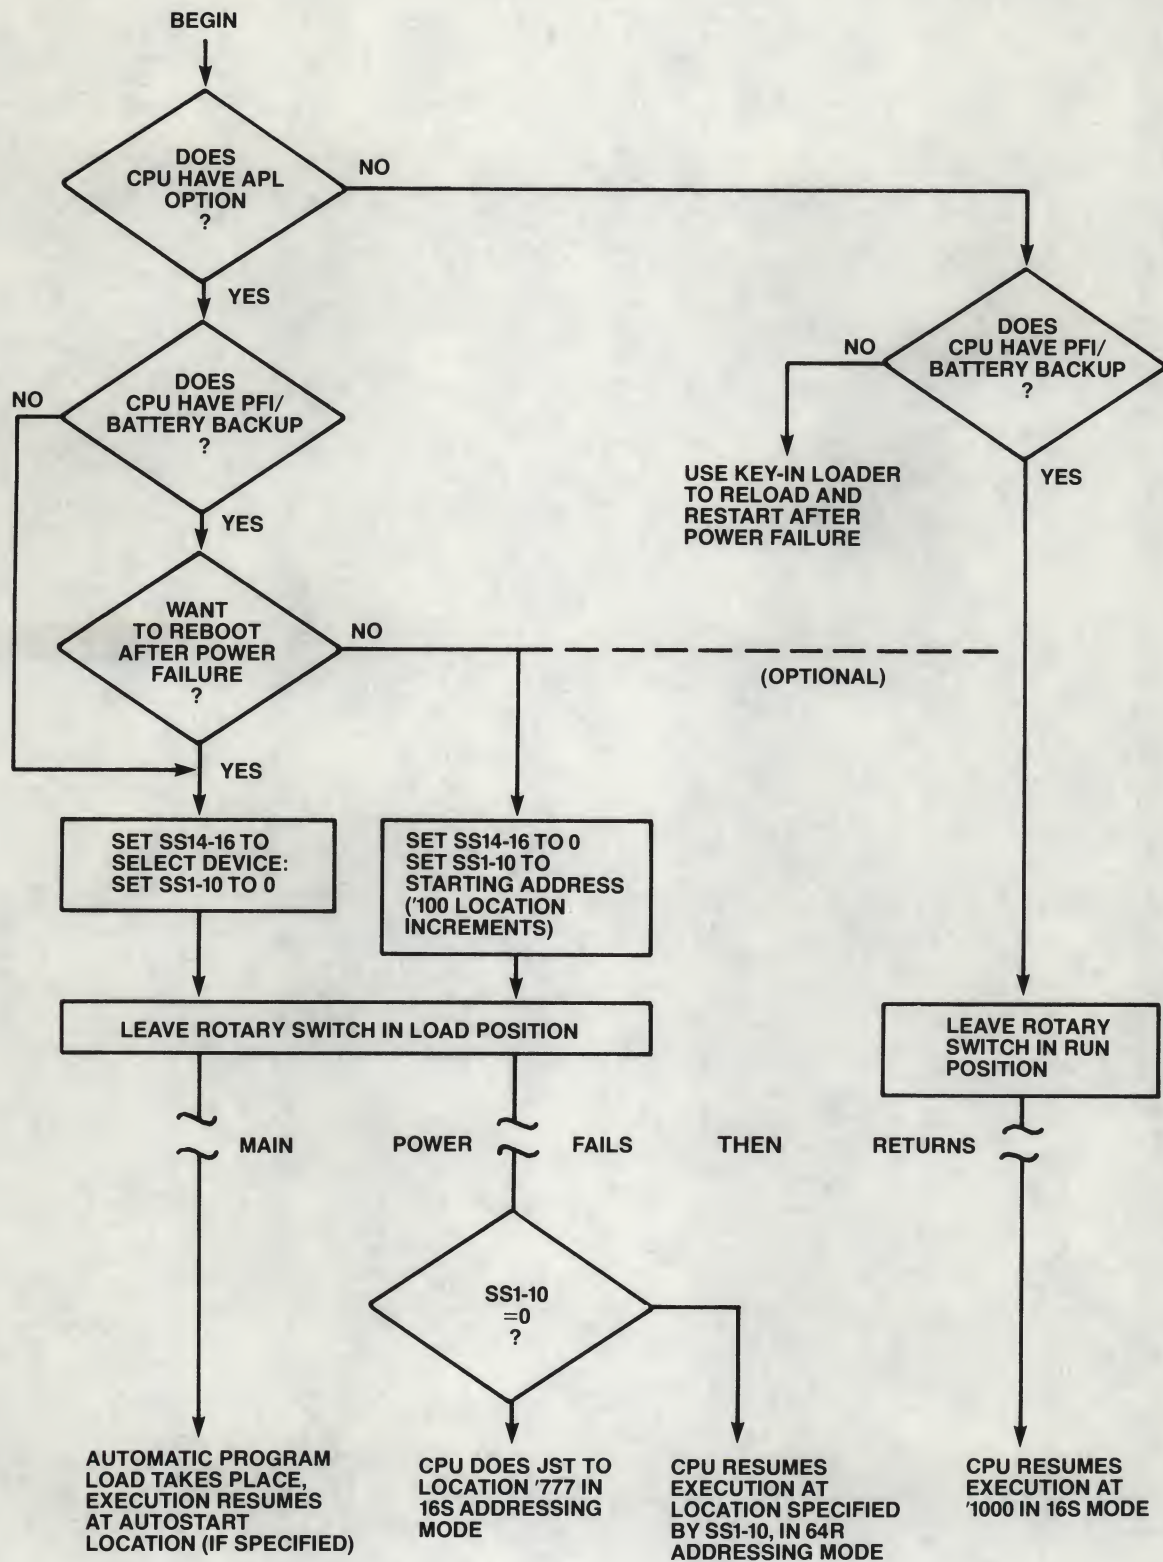 BEGIN
DOES
CPU HAVE APL
OPTION
?
NO
YES
DOES
CPU HAVE PFI/
BATTERY BACKUP
?
NO
YES
DOES
CPU HAVE PFI/
BATTERY BACKUP
?
NO
YES
USE KEY-IN LOADER
TO RELOAD AND
RESTART AFTER
POWER FAILURE
WANT
TO REBOOT
AFTER POWER
FAILURE
?
NO
(OPTIONAL)
YES
SET SS14-16 TO
SELECT DEVICE:
SET SS1-10 TO 0
SET SS14-16 TO 0
SET SS1-10 TO
STARTING ADDRESS
('100 LOCATION
INCREMENTS)
LEAVE ROTARY SWITCH IN LOAD POSITION
LEAVE ROTARY
SWITCH IN RUN
POSITION
MAIN POWER FAILS THEN RETURNS
SS1-10
=0
?
AUTOMATIC PROGRAM
LOAD TAKES PLACE,
EXECUTION RESUMES
AT AUTOSTART
LOCATION (IF SPECIFIED)
CPU DOES JST TO
LOCATION '777 IN
16S ADDRESSING
MODE
CPU RESUMES
EXECUTION AT
LOCATION SPECIFIED
BY SS1-10, IN 64R
ADDRESSING MODE
CPU RESUMES
EXECUTION AT
'1000 IN 16S MODE